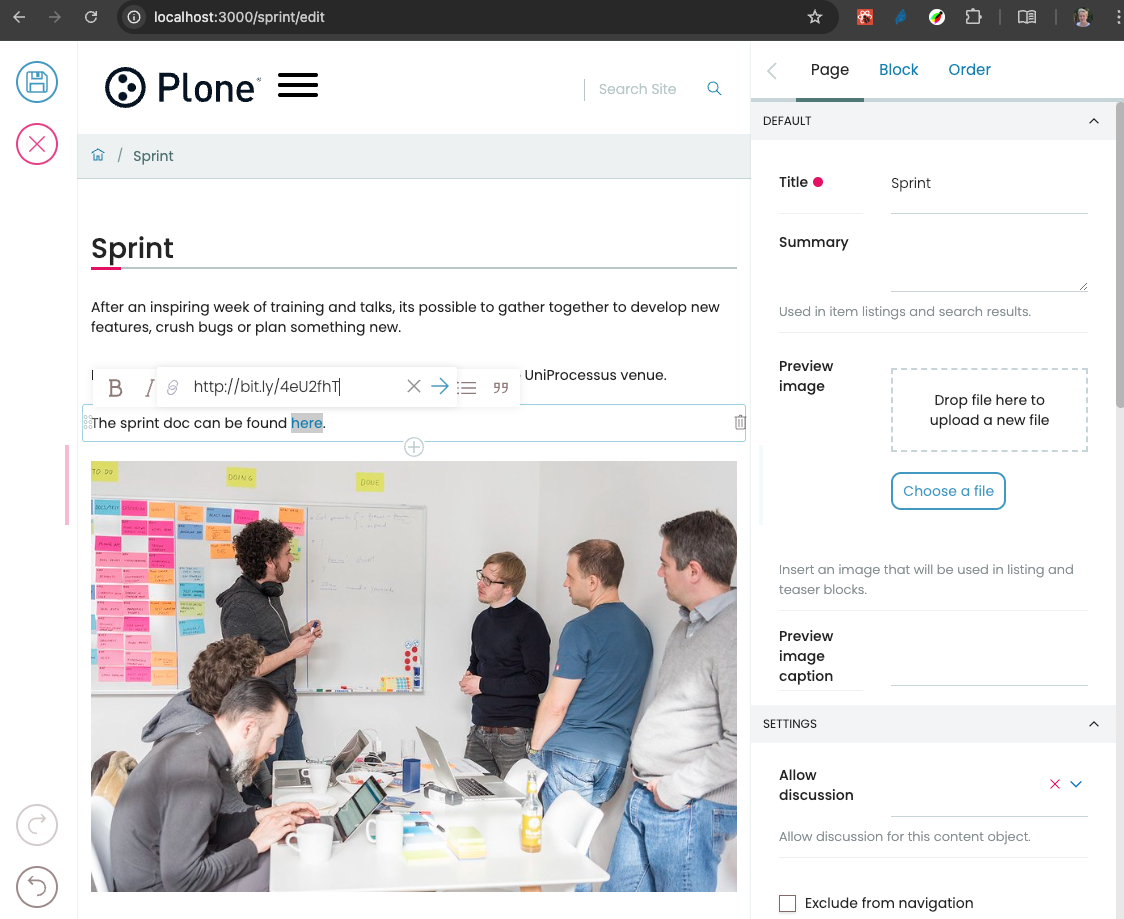 localhost:3000/sprint/edit
Plone
Search Site
Page
Block
Order
/ Sprint
DEFAULT
Title
Sprint
Sprint
Summary
After an inspiring week of training and talks, its possible to gather together to develop new
features, crush bugs or plan something new.
Used in item listings and search results.
UniProcessus venue.
B I http://bit.ly/4eU2fhT
The sprint doc can be found here.
Preview
image
Drop file here to
upload a new file
Choose a file
TO DO
DOING
DONE
Insert an image that will be used in listing and
teaser blocks.
Preview
image
caption
SETTINGS
Allow
discussion
Allow discussion for this content object.
Exclude from navigation